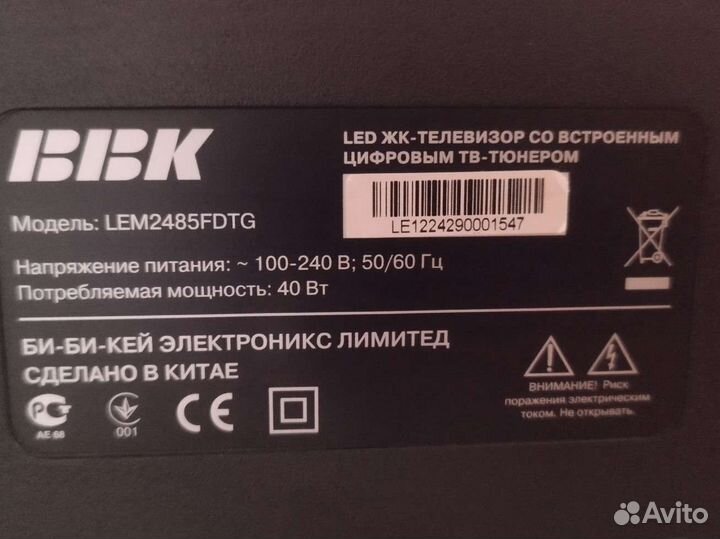 BBK
LED ЖК-ТЕЛЕВИЗОР СО ВСТРОЕННЫМ
ЦИФРОВЫМ ТВ-ТЮНЕРОМ
Модель: LEM2485FDTG
LE1224290001547
Напряжение питания: ~ 100-240 В; 50/60 Гц
Потребляемая мощность: 40 Вт
БИ-БИ-КЕЙ ЭЛЕКТРОНИКС ЛИМИТЕД
СДЕЛАНО В КИТАЕ
ВНИМАНИЕ! Риск
поражения электрическим
током. Не открывать.
АЕ 68
001
CE
Avito